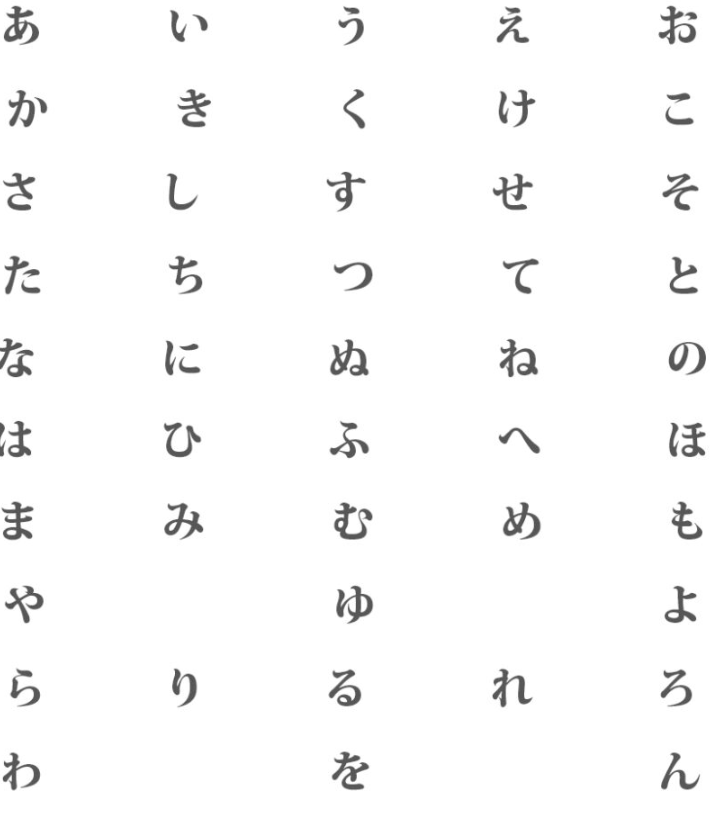 あ い う え お
か き く け こ
さ し す せ そ
た ち つ て と
な に ぬ ね の
は ひ ふ へ ほ
ま み む め も
や ゆ よ
ら り る れ ろ
わ を ん